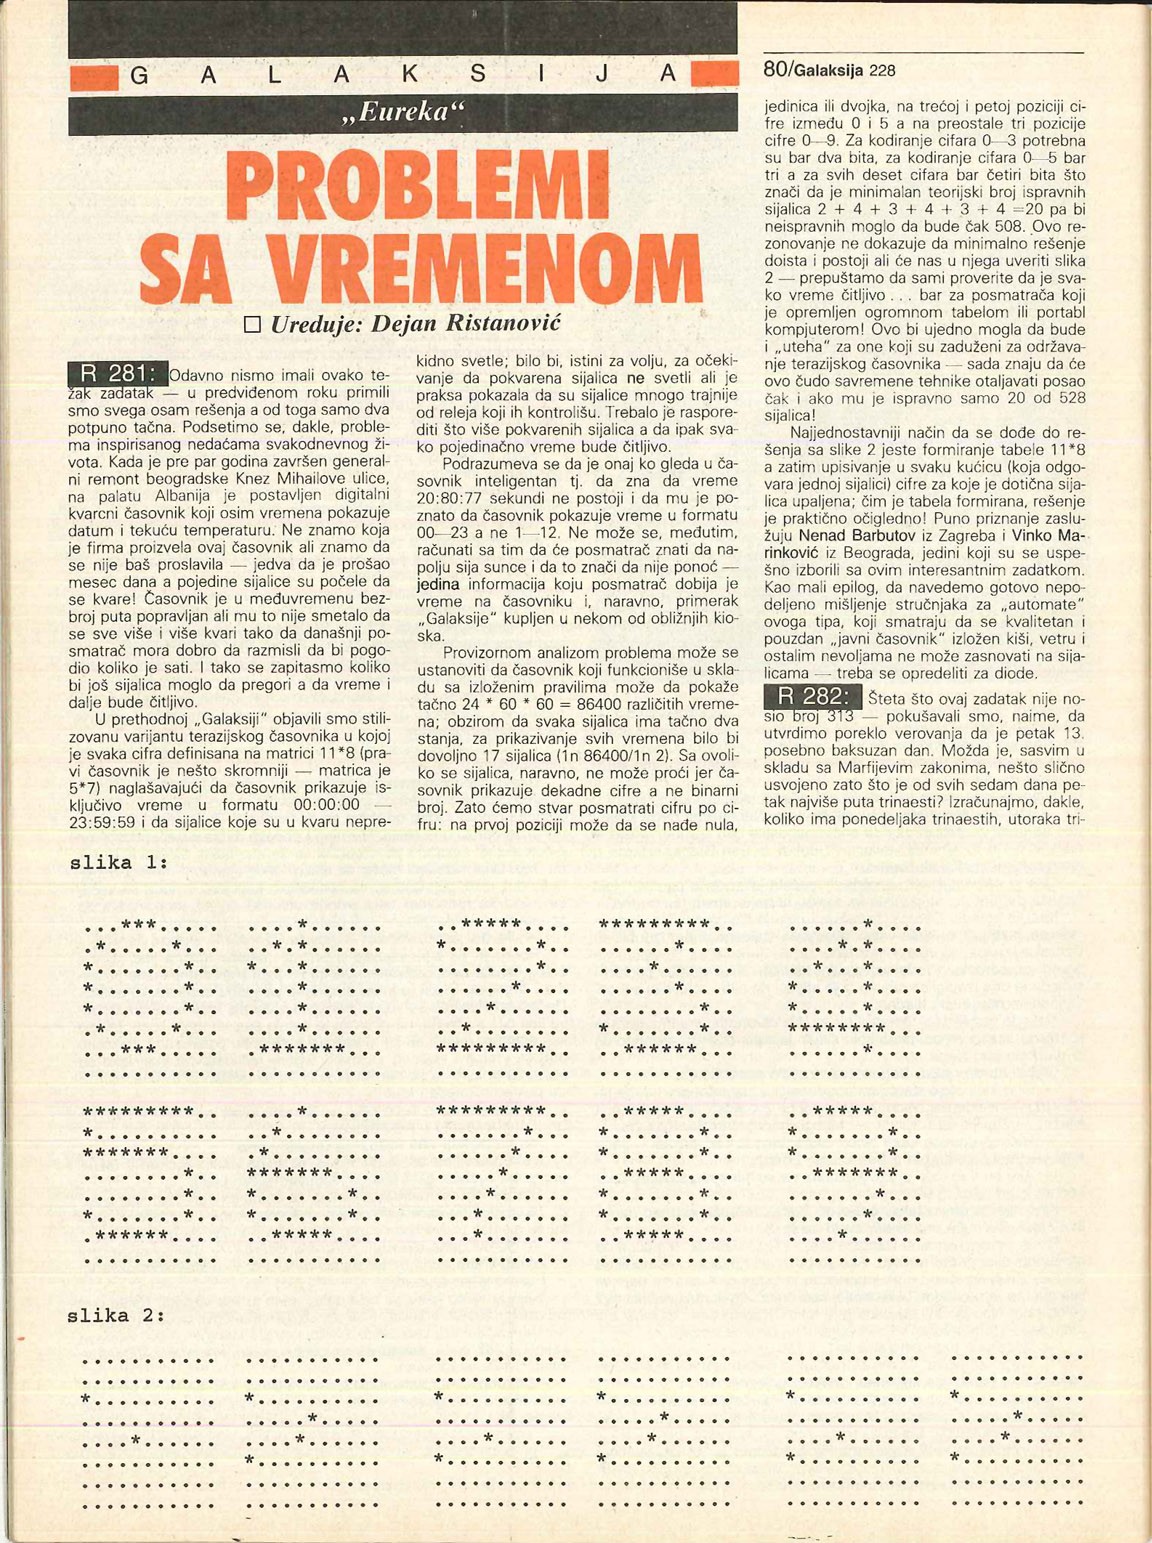 G A L A K S I J A
„Eureka“
PROBLEMI
SA VREMENOM
□ Uređuje: Dejan Ristanović
R 281: Odavno nismo imali ovako te-
žak zadatak — u predviđenom roku primili
smo svega osam rešenja a od toga samo dva
potpuno tačna. Podsetimo se, dakle, proble-
ma inspirisanog nedaćama svakodnevnog ži-
vota. Kada je pre par godina završen general-
ni remont beogradske Knez Mihailove ulice,
na palatu Albanija je postavljen digitalni
kvarcni časovnik koji osim vremena pokazuje
datum i tekuću temperaturu. Ne znamo koja
je firma proizvela ovaj časovnik ali znamo da
se nije baš proslavila — jedva da je prošao
mesec dana a pojedine sijalice su počele da
se kvare! Časovnik je u međuvremenu bez-
broj puta popravljan ali mu to nije smetalo da
se sve više i više kvari tako da današnji po-
smatrač mora dobro da razmisli da bi pogo-
dio koliko je sati. I tako se zapitasmo koliko
bi još sijalica moglo da pregori a da vreme i
dalje bude čitljivo.
U prethodnoj „Galaksiji” objavili smo stili-
zovanu varijantu terazijskog časovnika u kojoj
je svaka cifra definisana na matrici 11*8 (pra-
vi časovnik je nešto skromniji — matrica je
5*7) naglašavajući da časovnik prikazuje is-
ključivo vreme u formatu 00:00:00 —
23:59:59 i da sijalice koje su u kvaru nepre-
kidno svetle; bilo bi, istini za volju, za očeki-
vanje da pokvarena sijalica ne svetli ali je
praksa pokazala da su sijalice mnogo trajnije
od releja koji ih kontrolišu. Trebalo je raspore-
diti što više pokvarenih sijalica a da ipak sva-
ko pojedinačno vreme bude čitljivo.
Podrazumeva se da je onaj ko gleda u ča-
sovnik inteligentan tj. da zna da vreme
20:80:77 sekundi ne postoji i da mu je po-
znato da časovnik pokazuje vreme u formatu
00—23 a ne 1—12. Ne može se, međutim,
računati sa tim da će posmatrač znati da na-
polju sija sunce i da to znači da nije ponoć —
jedina informacija koju posmatrač dobija je
vreme na časovniku i, naravno, primerak
„Galaksije” kupljen u nekom od obližnjih kio-
ska.
Provizornom analizom problema može se
ustanoviti da časovnik koji funkcioniše u skla-
du sa izloženim pravilima može da pokaže
tačno 24 * 60 * 60 = 86400 različitih vreme-
na; obzirom da svaka sijalica ima tačno dva
stanja, za prikazivanje svih vremena bilo bi
dovoljno 17 sijalica (1n 86400/1n 2). Sa ovoli-
ko se sijalica, naravno, ne može proći jer ča-
sovnik prikazuje dekadne cifre a ne binarni
broj. Zato ćemo stvar posmatrati cifru po ci-
fru: na prvoj poziciji može da se nađe nula,
80/Galaksija 228
jedinica ili dvojka, na trećoj i petoj poziciji ci-
fre između 0 i 5 a na preostale tri pozicije
cifre 0—9. Za kodiranje cifara 0—3 potrebna
su bar dva bita, za kodiranje cifara 0—5 bar
tri a za svih deset cifara bar četiri bita što
znači da je minimalan teorijski broj ispravnih
sijalica 2 + 4 + 3 + 4 + 3 + 4 =20 pa bi
neispravnih moglo da bude čak 508. Ovo re-
zonovanje ne dokazuje da minimalno rešenje
doista i postoji ali će nas u njega uveriti slika
2 — prepuštamo da sami proverite da je sva-
ko vreme čitljivo . . . bar za posmatrača koji
je opremljen ogromnom tabelom ili portabl
kompjuterom! Ovo bi ujedno mogla da bude
i „uteha” za one koji su zaduženi za održava-
nje terazijskog časovnika — sada znaju da će
ovo čudo savremene tehnike otaljavati posao
čak i ako mu je ispravno samo 20 od 528
sijalica!
Najjednostavniji način da se dođe do re-
šenja sa slike 2 jeste formiranje tabele 11*8
a zatim upisivanje u svaku kućicu (koja odgo-
vara jednoj sijalici) cifre za koje je dotična sija-
lica upaljena; čim je tabela formirana, rešenje
je praktično očigledno! Puno priznanje zaslu-
žuju Nenad Barbutov iz Zagreba i Vinko Ma-
rinković iz Beograda, jedini koji su se uspe-
šno izborili sa ovim interesantnim zadatkom.
Kao mali epilog, da navedemo gotovo nepo-
deljeno mišljenje stručnjaka za „automate”
ovoga tipa, koji smatraju da se kvalitetan i
pouzdan „javni časovnik” izložen kiši, vetru i
ostalim nevoljama ne može zasnovati na sija-
licama — treba se opredeliti za diode.
R 282: Šteta što ovaj zadatak nije no-
sio broj 313 — pokušavali smo, naime, da
utvrdimo poreklo verovanja da je petak 13.
posebno baksuzan dan. Možda je, sasvim u
skladu sa Marfijevim zakonima, nešto slično
usvojeno zato što je od svih sedam dana pe-
tak najviše puta trinaesti? Izračunajmo, dakle,
koliko ima ponedeljaka trinaestih, utoraka tri-
slika 1:
slika 2: